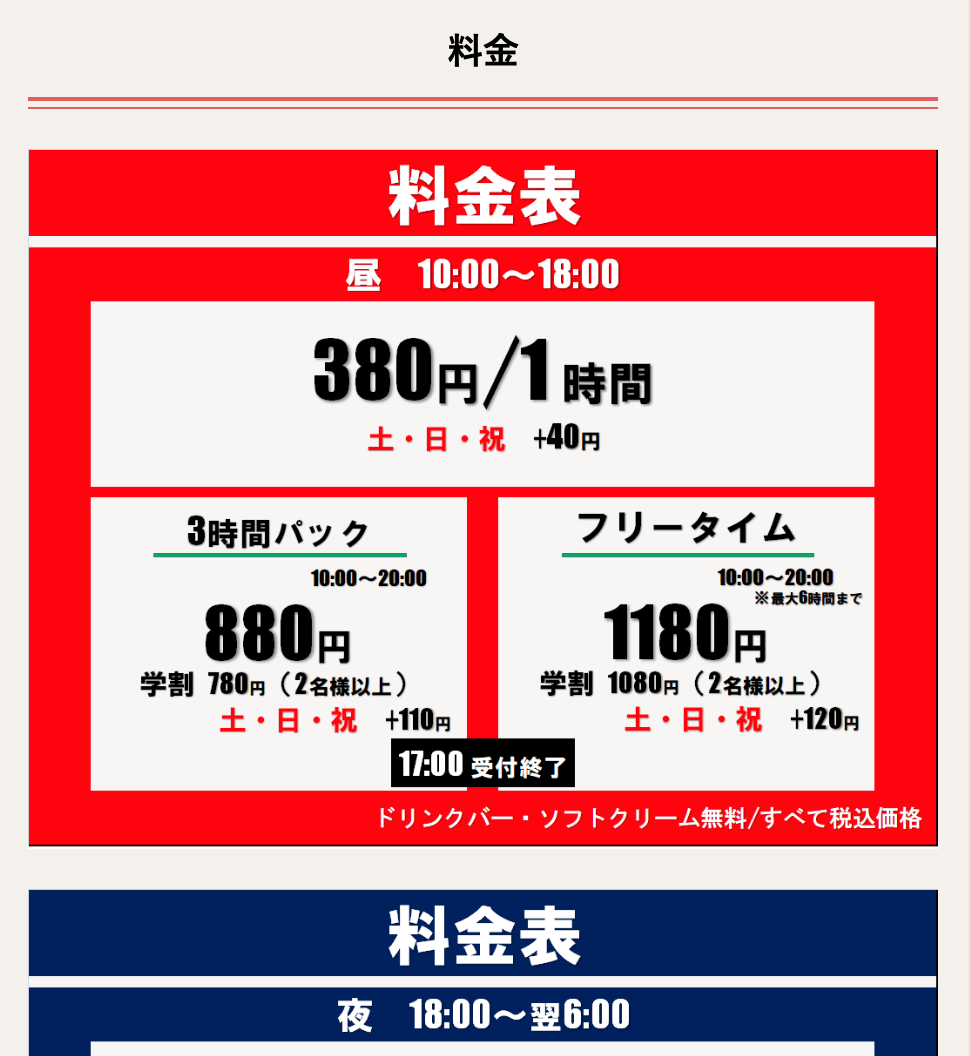 料金
料金表
昼　10:00〜18:00
380円/1時間
土・日・祝　+40円
3時間パック
10:00〜20:00
880円
学割 780円（2名様以上）
土・日・祝　+110円
フリータイム
10:00〜20:00
※最大6時間まで
1180円
学割 1080円（2名様以上）
土・日・祝　+120円
17:00 受付終了
ドリンクバー・ソフトクリーム無料/すべて税込価格
料金表
夜　18:00〜翌6:00